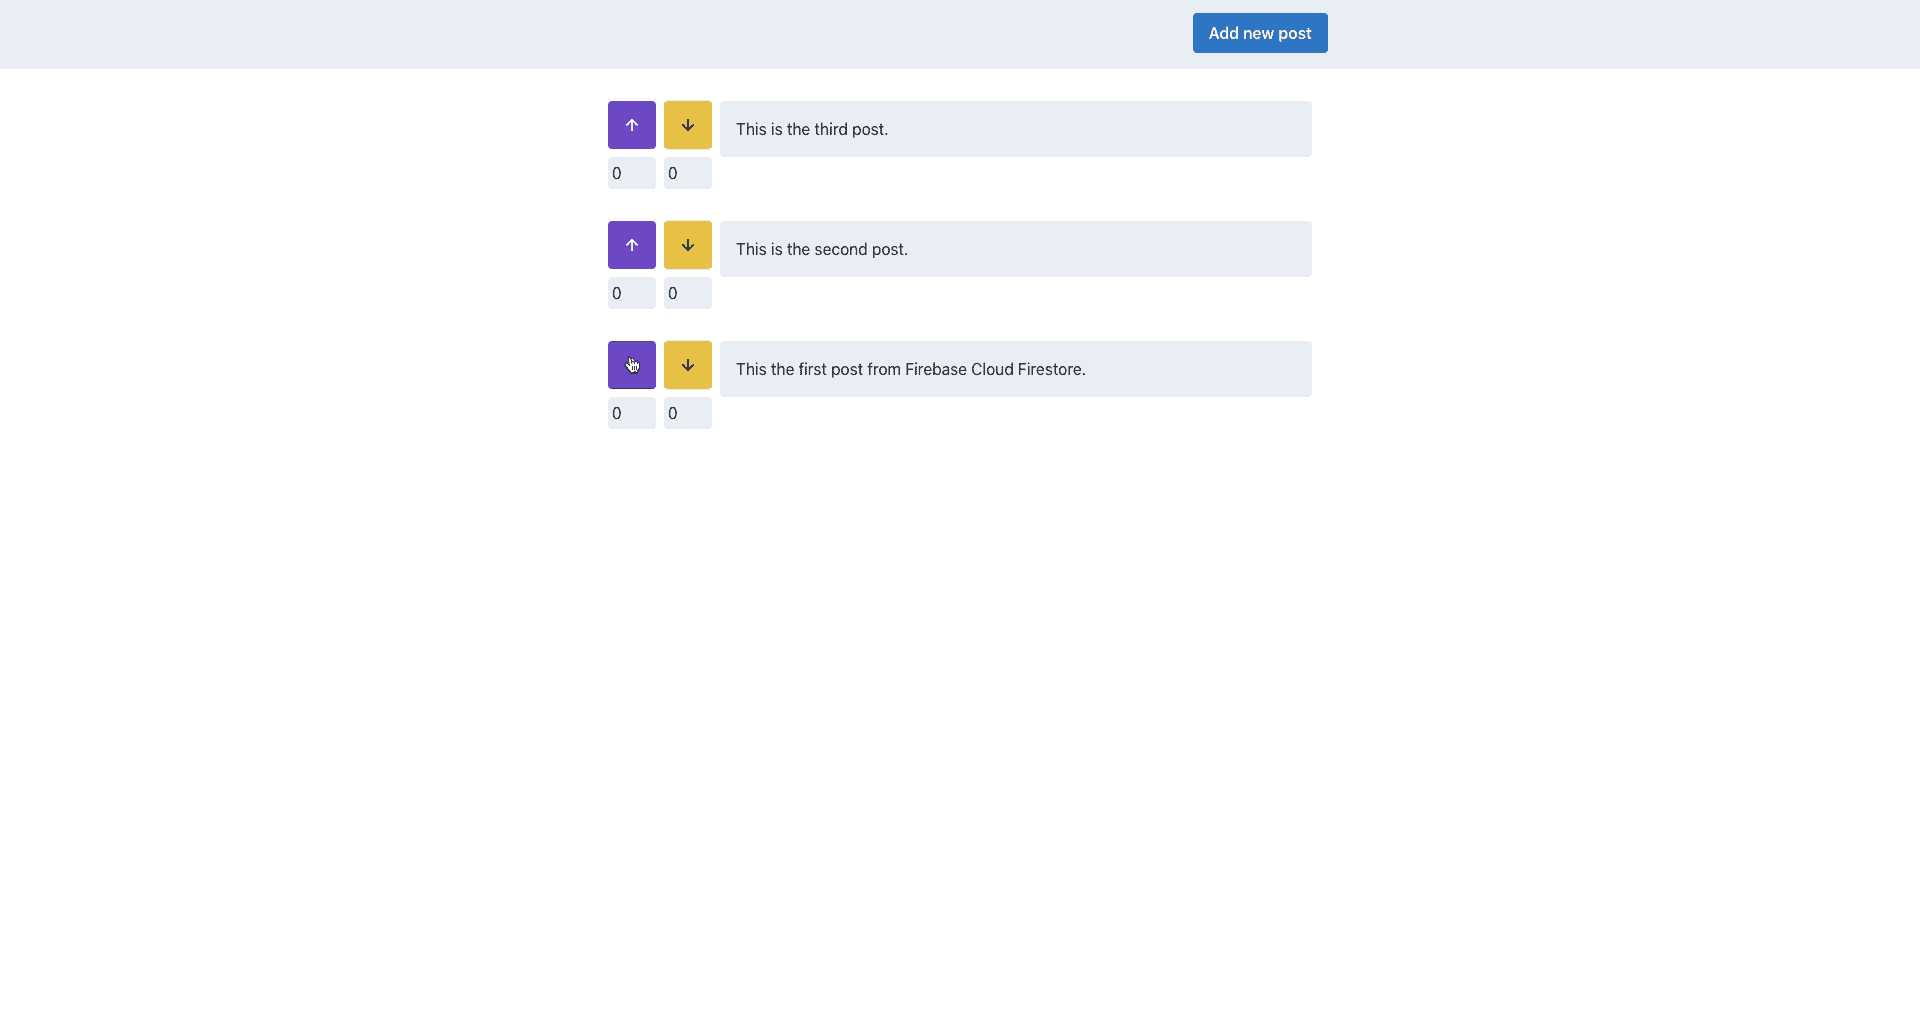 Add new post
This is the third post.
0 0
This is the second post.
0 0
This the first post from Firebase Cloud Firestore.
0 0